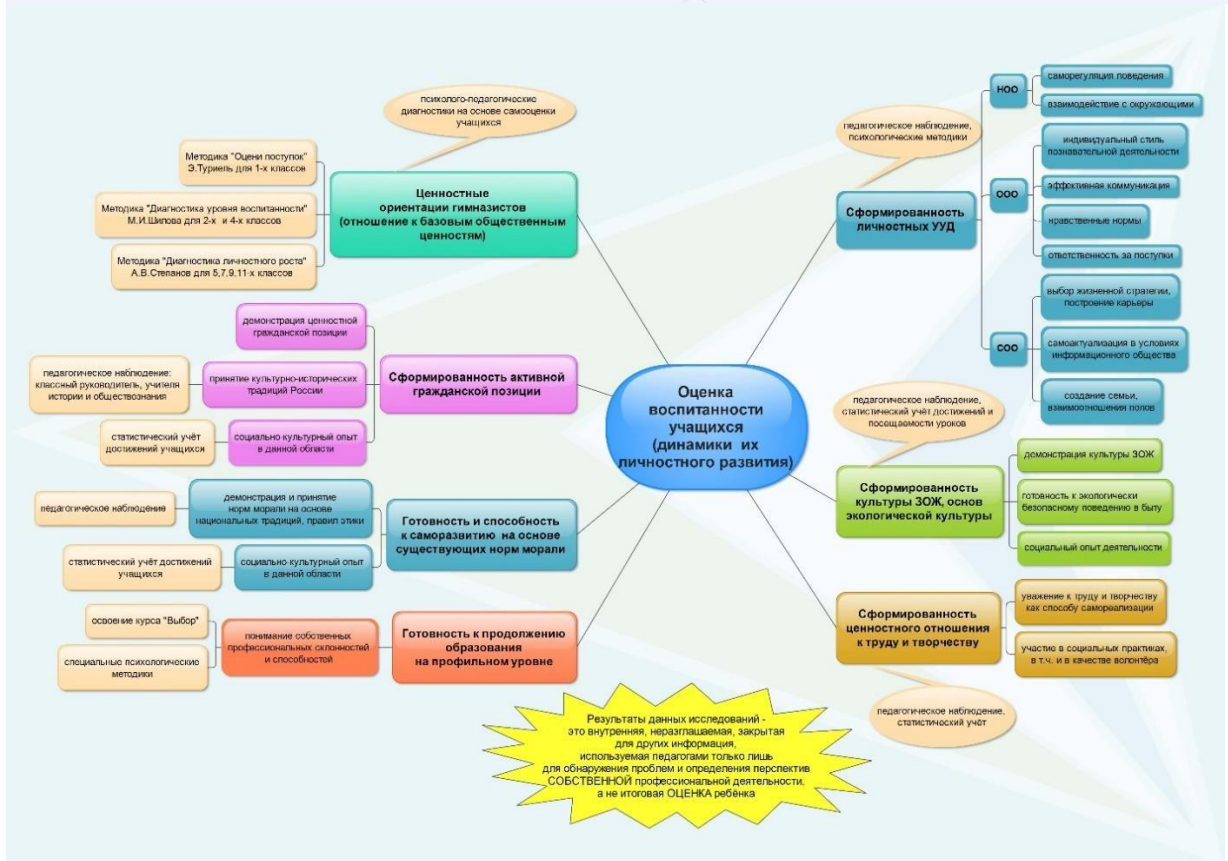 психолого-педагогические
диагностики на основе самооценки
учащихся
Методика "Оцени поступок"
Э.Туриель для 1-х классов
Методика "Диагностика уровня воспитанности"
М.И.Шилова для 2-х и 4-х классов
Методика "Диагностика личностного роста"
А.В.Степанов для 5,7,9,11-х классов
Ценностные
ориентации гимназистов
(отношение к базовым общественным
ценностям)
демонстрация ценностной
гражданской позиции
принятие культурно-исторических
традиций России
социально культурный опыт
в данной области
педагогическое наблюдение:
классный руководитель, учителя
истории и обществознания
статистический учёт
достижений учащихся
Сформированность активной
гражданской позиции
педагогическое наблюдение
демонстрация и принятие
норм морали на основе
национальных традиций, правил этики
статистический учёт достижений
учащихся
социально-культурный опыт
в данной области
Готовность и способность
к саморазвитию на основе
существующих норм морали
освоение курса "Выбор"
специальные психологические
методики
понимание собственных
профессиональных склонностей
и способностей
Готовность к продолжению
образования
на профильном уровне
Оценка
воспитанности
учащихся
(динамики их
личностного развития)
педагогическое наблюдение,
психологические методики
Сформированность
личностных УУД
НОО
саморегуляция поведения
взаимодействие с окружающими
ООО
индивидуальный стиль
познавательной деятельности
эффективная коммуникация
нравственные нормы
ответственность за поступки
СОО
выбор жизненной стратегии,
построение карьеры
самоактуализация в условиях
информационного общества
создание семьи,
взаимоотношения полов
педагогическое наблюдение,
статистический учёт достижений и
посещаемости уроков
Сформированность
культуры ЗОЖ, основ
экологической культуры
демонстрация культуры ЗОЖ
готовность к экологически
безопасному поведению в быту
социальный опыт деятельности
Сформированность
ценностного отношения
к труду и творчеству
уважение к труду и творчеству
как способу самореализации
участие в социальных практиках,
в т.ч. и в качестве волонтёра
педагогическое наблюдение,
статистический учёт
Результаты данных исследований -
это внутренняя, неразглашаемая, закрытая
для других информация,
используемая педагогами только лишь
для обнаружения проблем и определения перспектив
СОБСТВЕННОЙ профессиональной деятельности,
а не итоговая ОЦЕНКА ребёнка